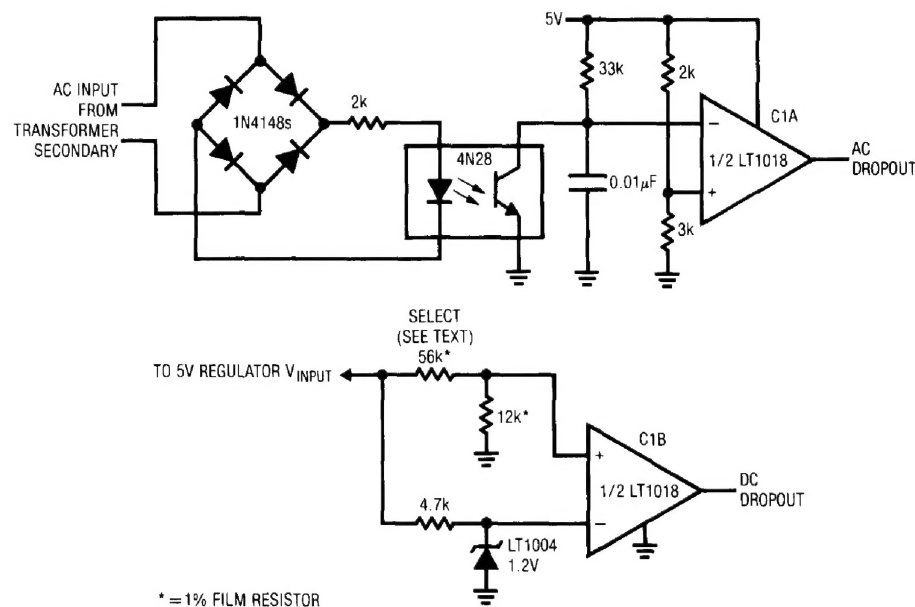 5V
33k
2k
C1A
AC INPUT
FROM
TRANSFORMER
SECONDARY
1N4148s
2k
4N28
−
1/2 LT1018
+
AC
DROPOUT
0.01μF
3k
SELECT
(SEE TEXT)
56k*
TO 5V REGULATOR VINPUT
12k*
C1B
+
1/2 LT1018
−
DC
DROPOUT
4.7k
LT1004
1.2V
* = 1% FILM RESISTOR